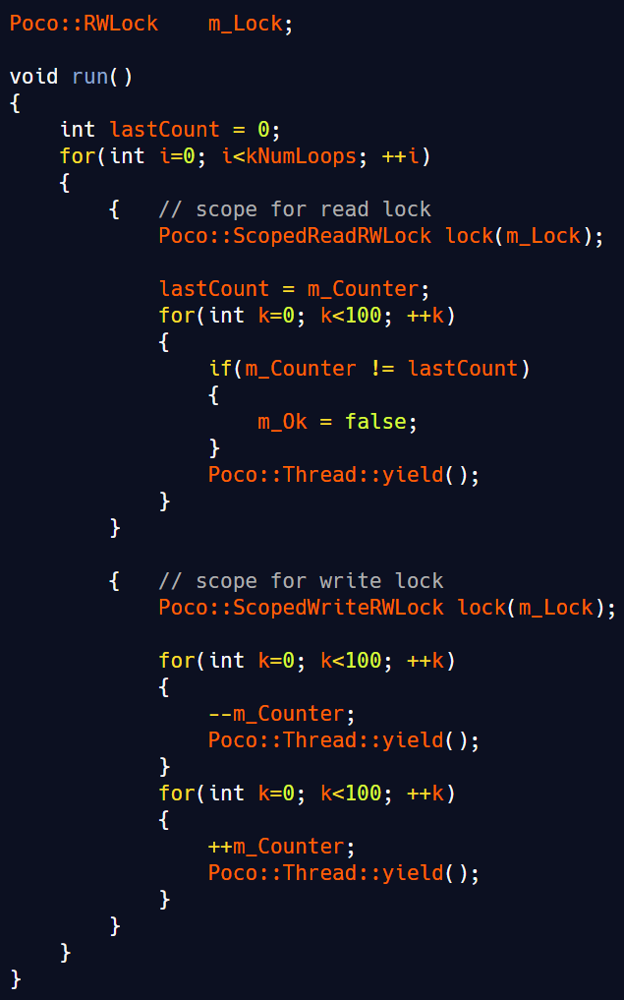 Poco::RWLock    m_Lock;

void run()
{
    int lastCount = 0;
    for(int i=0; i<kNumLoops; ++i)
    {
        {   // scope for read lock
            Poco::ScopedReadRWLock lock(m_Lock);

            lastCount = m_Counter;
            for(int k=0; k<100; ++k)
            {
                if(m_Counter != lastCount)
                {
                    m_Ok = false;
                }
                Poco::Thread::yield();
            }
        }

        {   // scope for write lock
            Poco::ScopedWriteRWLock lock(m_Lock);

            for(int k=0; k<100; ++k)
            {
                --m_Counter;
                Poco::Thread::yield();
            }
            for(int k=0; k<100; ++k)
            {
                ++m_Counter;
                Poco::Thread::yield();
            }
        }
    }
}